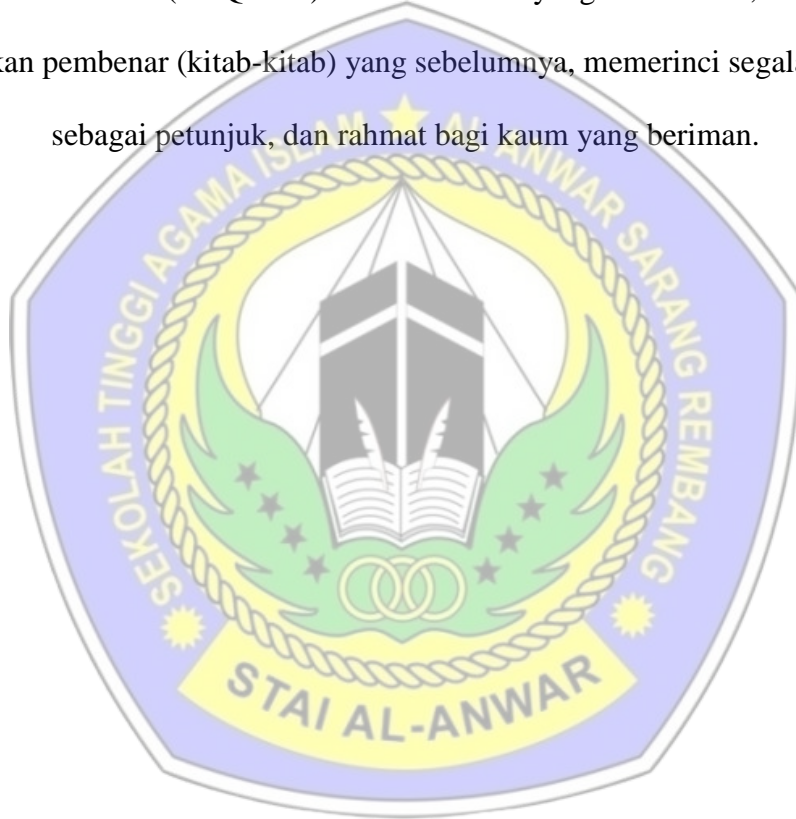 kan pembenar (kitab-kitab) yang sebelumnya, memerinci segala
sebagai petunjuk, dan rahmat bagi kaum yang beriman.
SEKOLAH TINGGI AGAMA ISLAM AL-ANWAR SARANG REMBANG
STAI AL-ANWAR